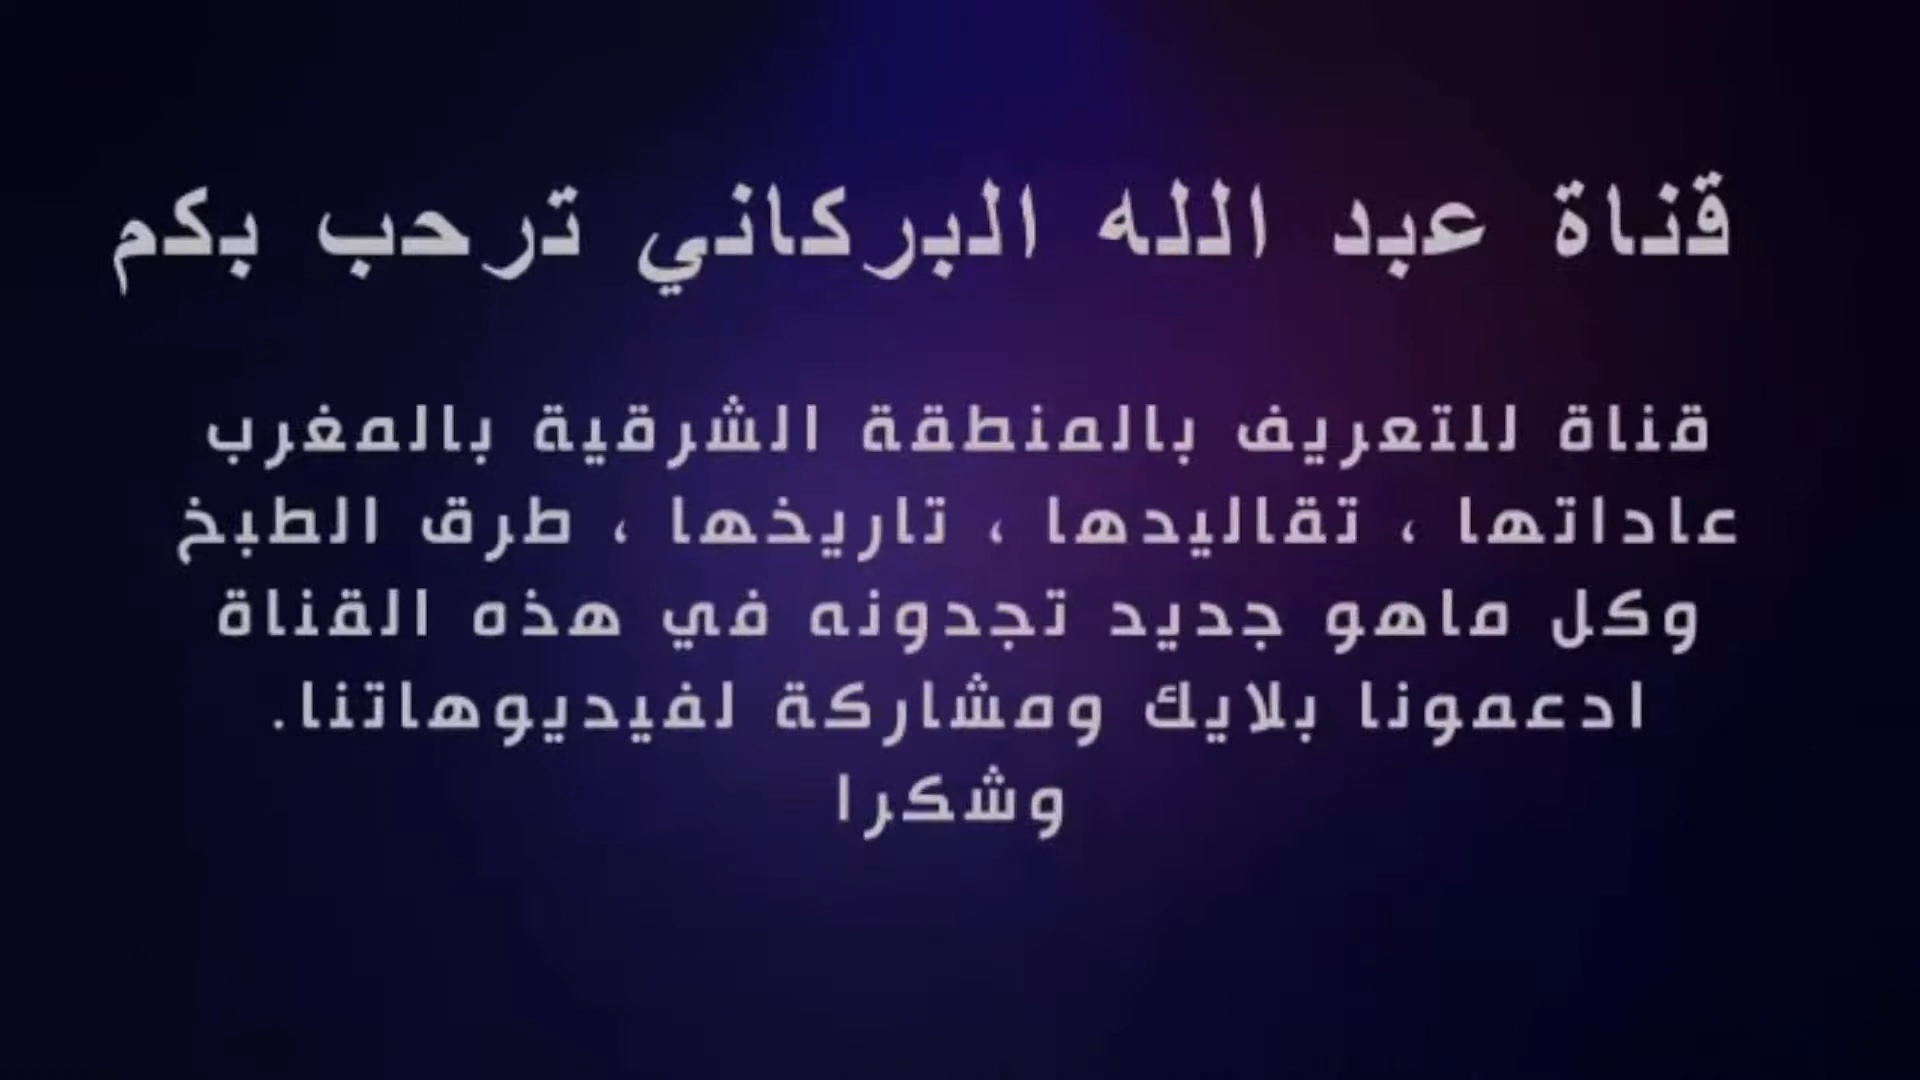 قناة عبد الله البركاني ترحب بكم
قناة للتعريف بالمنطقة الشرقية بالمغرب
عاداتها ، تقاليدها ، تاريخها ، طرق الطبخ
وكل ماهو جديد تجدونه في هذه القناة
ادعمونا بلايك ومشاركة لفيديوهاتنا.
وشكرا